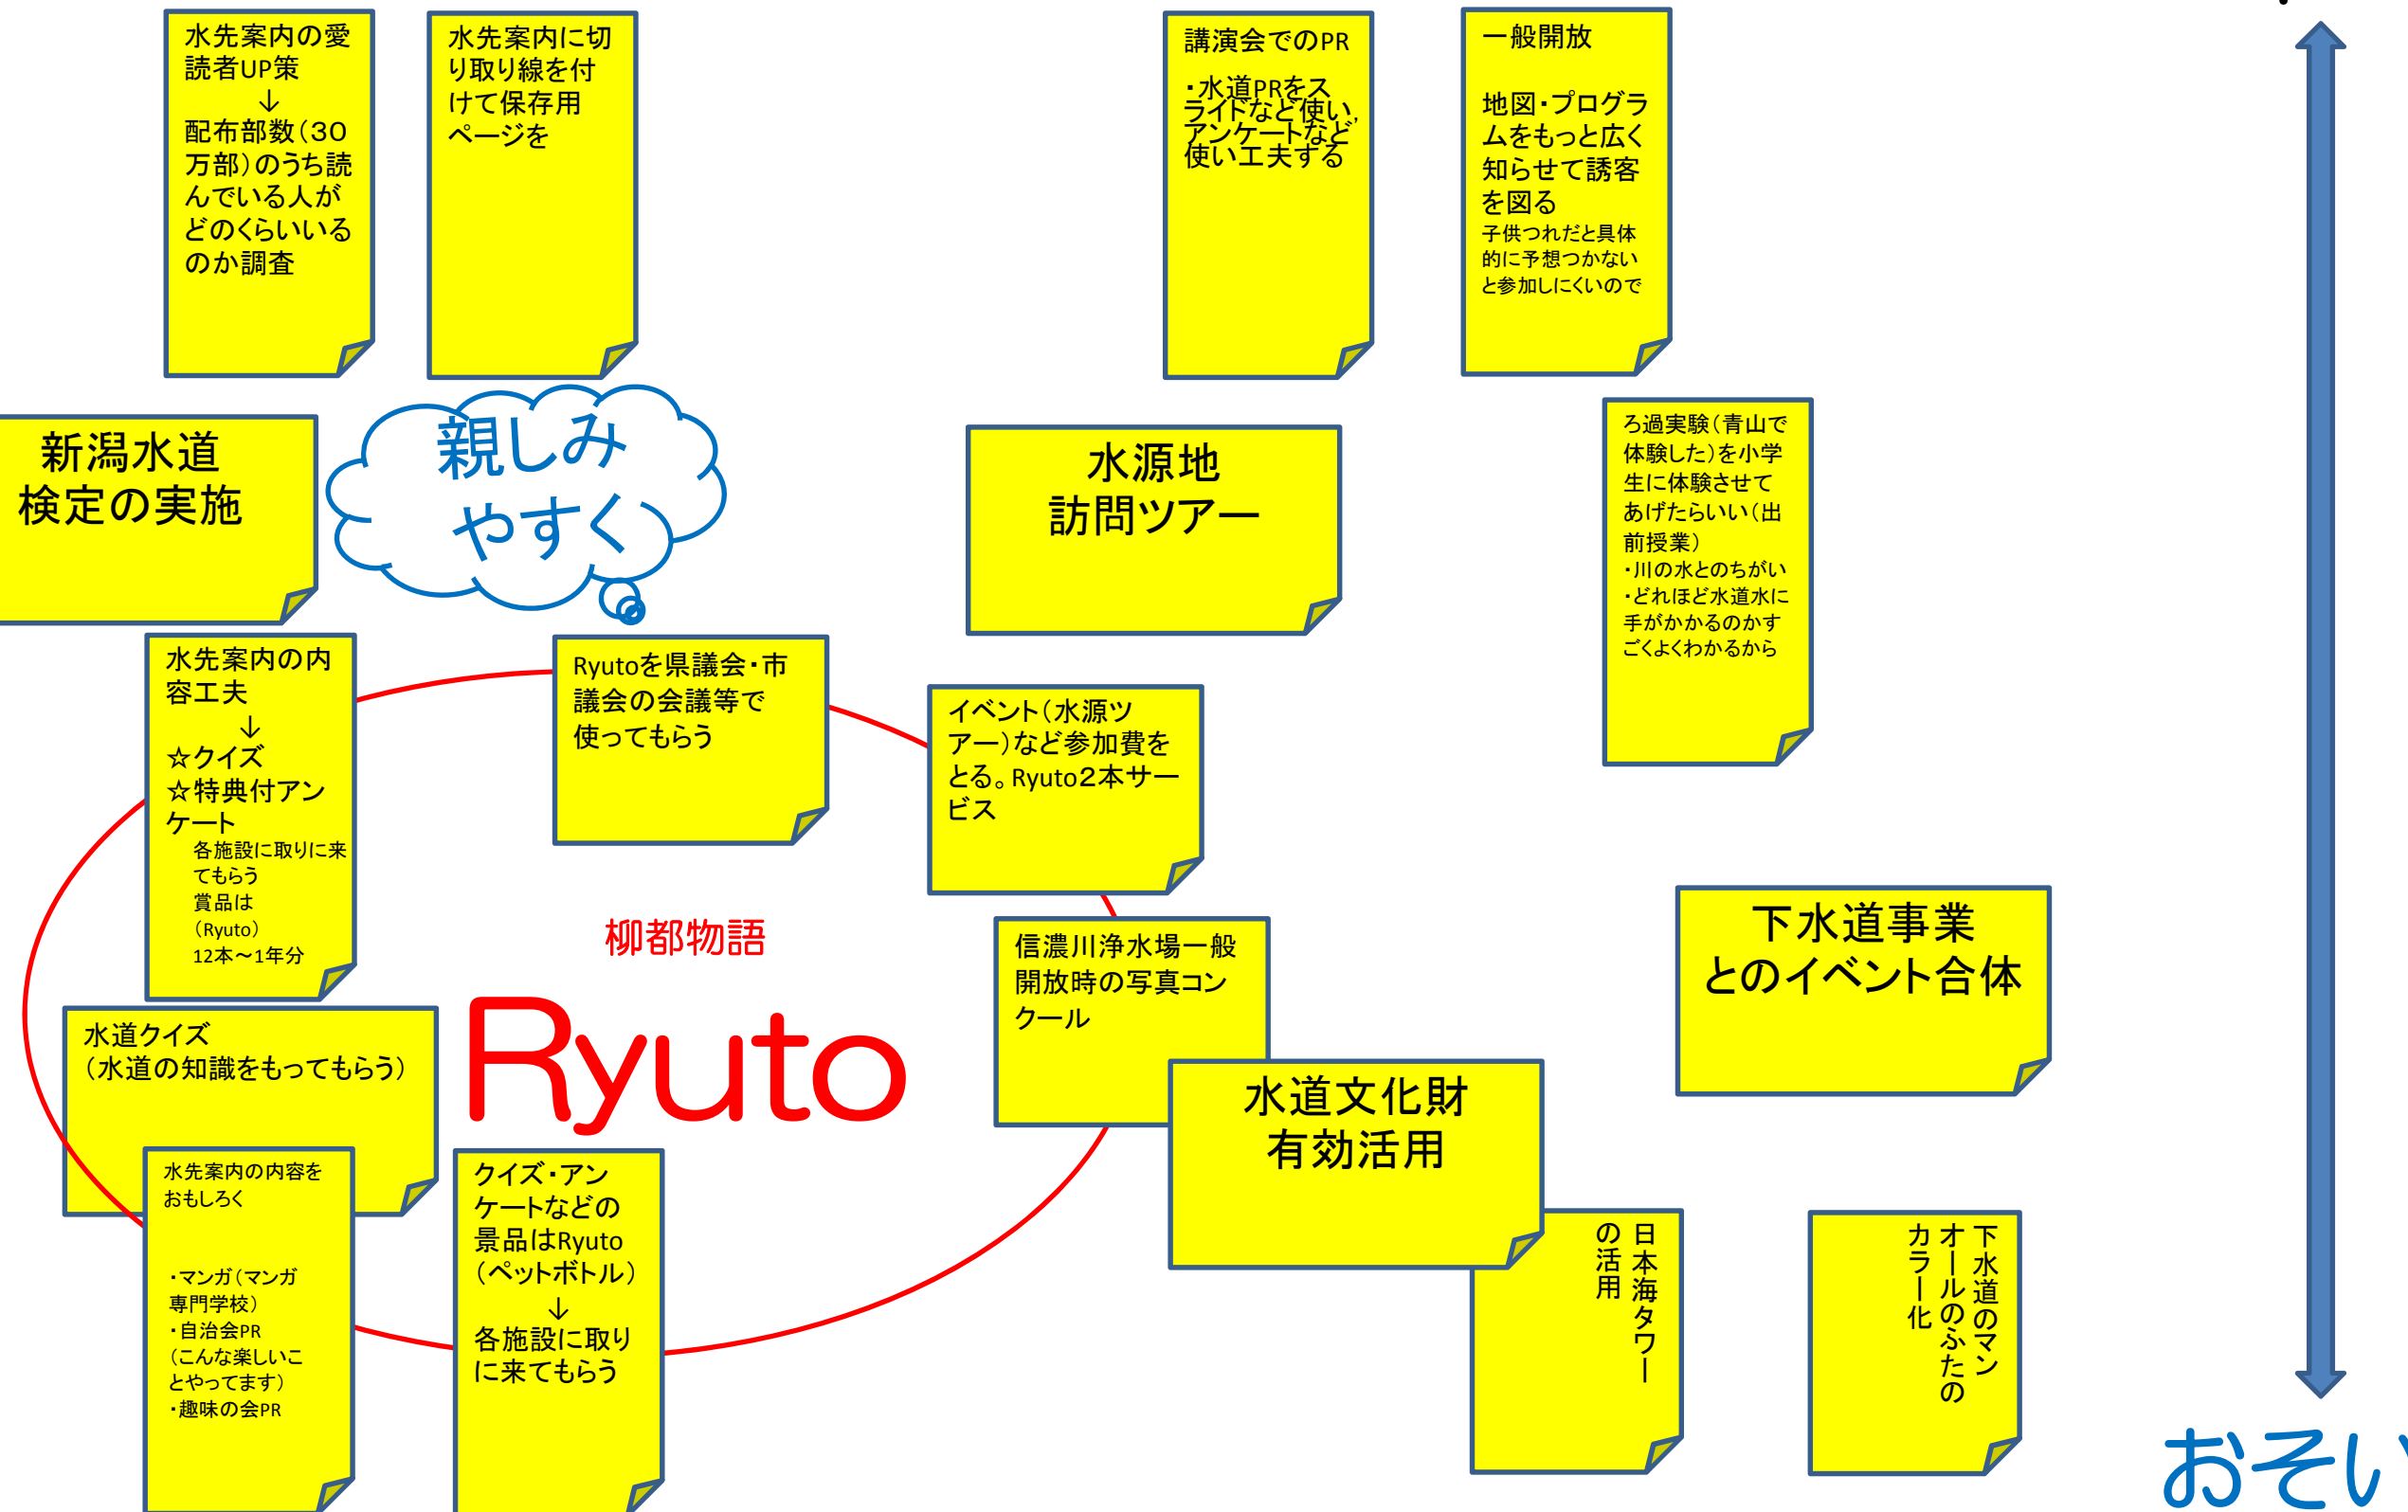 水先案内の愛
読者UP策
↓
配布部数(30
万部)のうち読
んでいる人が
どのくらいいる
のか調査
水先案内に切
り取り線を付
けて保存用
ページを
講演会でのPR
・水道PRをス
ライドなど使い,
アンケートなど
使い工夫する
一般開放
地図・プログラ
ムをもっと広く
知らせて誘客
を図る
子供つれだと具体
的に予想つかない
と参加しにくいので
新潟水道
検定の実施
親しみ
やすく
水源地
訪問ツアー
ろ過実験(青山で
体験した)を小学
生に体験させて
あげたらいい(出
前授業)
・川の水とのちがい
・どれほど水道水に
手がかかるのかす
ごくよくわかるから
水先案内の内
容工夫
↓
☆クイズ
☆特典付アン
ケート
各施設に取りに来
てもらう
賞品は
(Ryuto)
12本~1年分
Ryutoを県議会・市
議会の会議等で
使ってもらう
イベント(水源ツ
アー)など参加費を
とる。Ryuto2本サー
ビス
柳都物語
Ryuto
信濃川浄水場一般
開放時の写真コン
クール
下水道事業
とのイベント合体
水道クイズ
(水道の知識をもってもらう)
水道文化財
有効活用
水先案内の内容を
おもしろく
・マンガ(マンガ
専門学校)
・自治会PR
(こんな楽しいこ
とやってます)
・趣味の会PR
クイズ・アン
ケートなどの
景品はRyuto
(ペットボトル)
↓
各施設に取り
に来てもらう
日本海タワー
の活用
下水道のマン
オールのふたの
カラー化
おそい